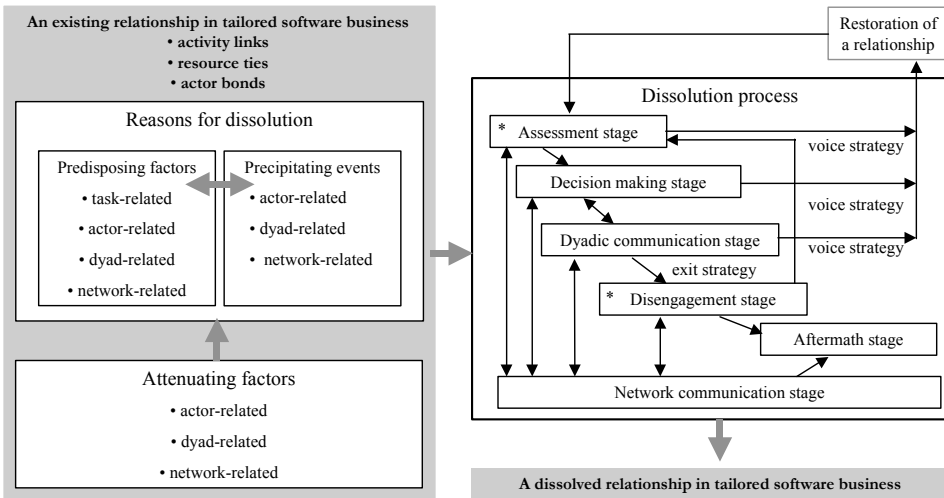 An existing relationship in tailored software business
• activity links
• resource ties
• actor bonds
Reasons for dissolution
Predisposing factors
• task-related
• actor-related
• dyad-related
• network-related
Precipitating events
• actor-related
• dyad-related
• network-related
Attenuating factors
• actor-related
• dyad-related
• network-related
Restoration of
a relationship
Dissolution process
* Assessment stage
voice strategy
Decision making stage
voice strategy
Dyadic communication stage
voice strategy
exit strategy
* Disengagement stage
Aftermath stage
Network communication stage
A dissolved relationship in tailored software business